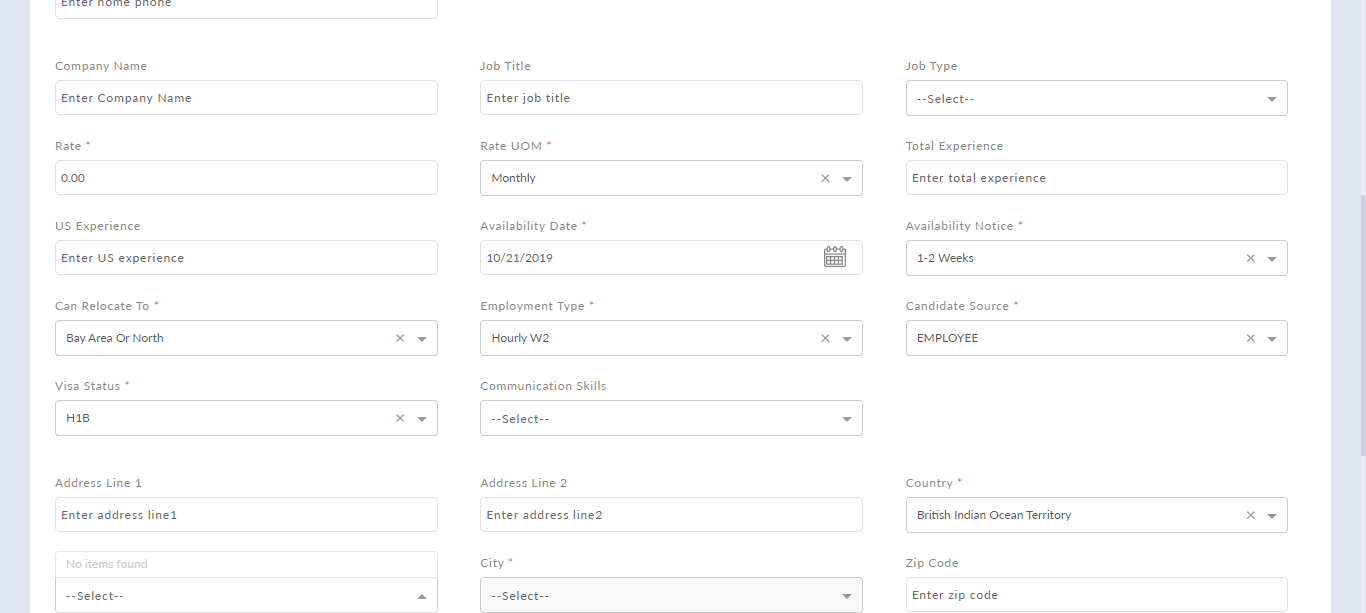 Enter home phone
Company Name Job Title Job Type
Enter Company Name Enter job title --Select--
Rate * Rate UOM * Total Experience
0.00 Monthly Enter total experience
US Experience Availability Date * Availability Notice *
Enter US experience 10/21/2019 1-2 Weeks
Can Relocate To * Employment Type * Candidate Source *
Bay Area Or North Hourly W2 EMPLOYEE
Visa Status * Communication Skills
H1B --Select--
Address Line 1 Address Line 2 Country *
Enter address line1 Enter address line2 British Indian Ocean Territory
No items found City * Zip Code
--Select-- --Select-- Enter zip code